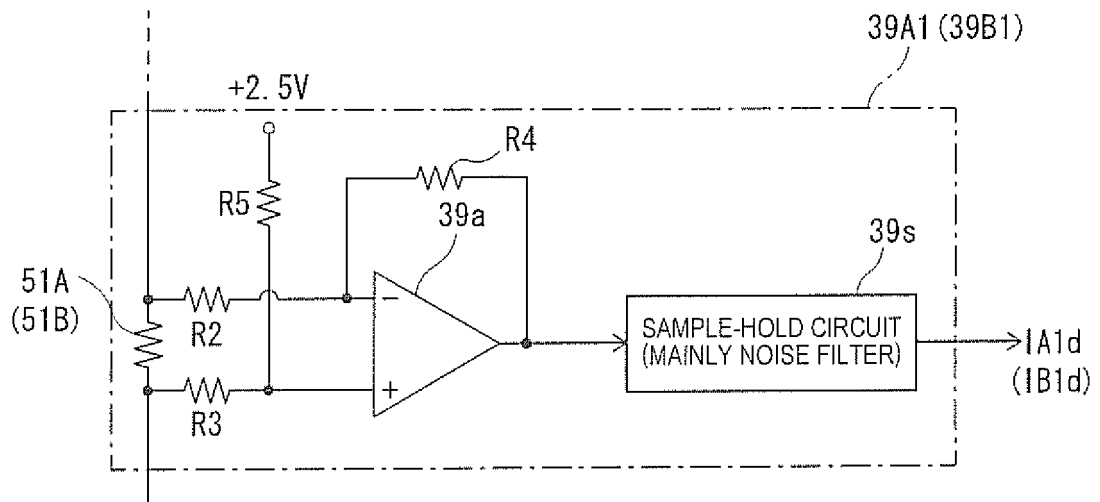 39A1 (39B1)
+2.5V
R4
R5
39a
39s
51A
(51B)
R2
−
SAMPLE-HOLD CIRCUIT
(MAINLY NOISE FILTER)
IA1d
(IB1d)
+
R3